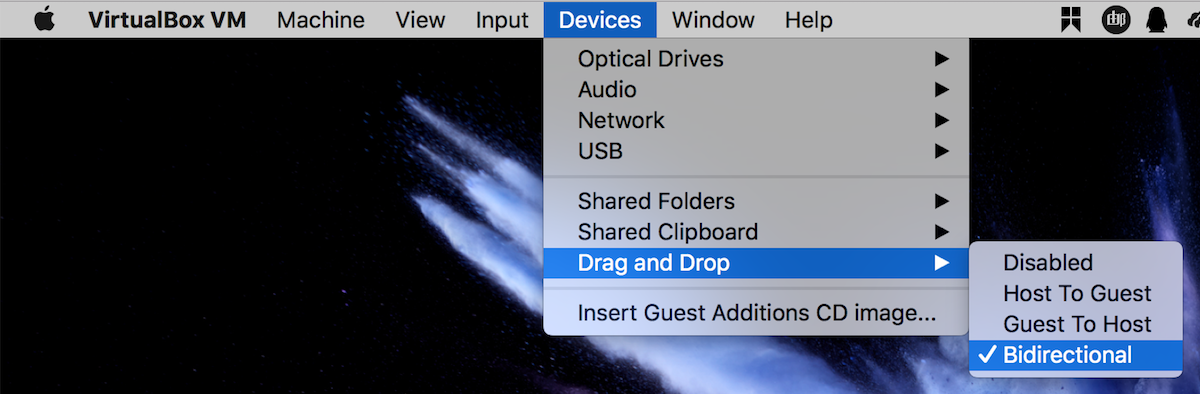 VirtualBox VM Machine View Input Devices Window Help
Optical Drives
Audio
Network
USB
Shared Folders
Shared Clipboard
Drag and Drop
Insert Guest Additions CD image...
Disabled
Host To Guest
Guest To Host
Bidirectional